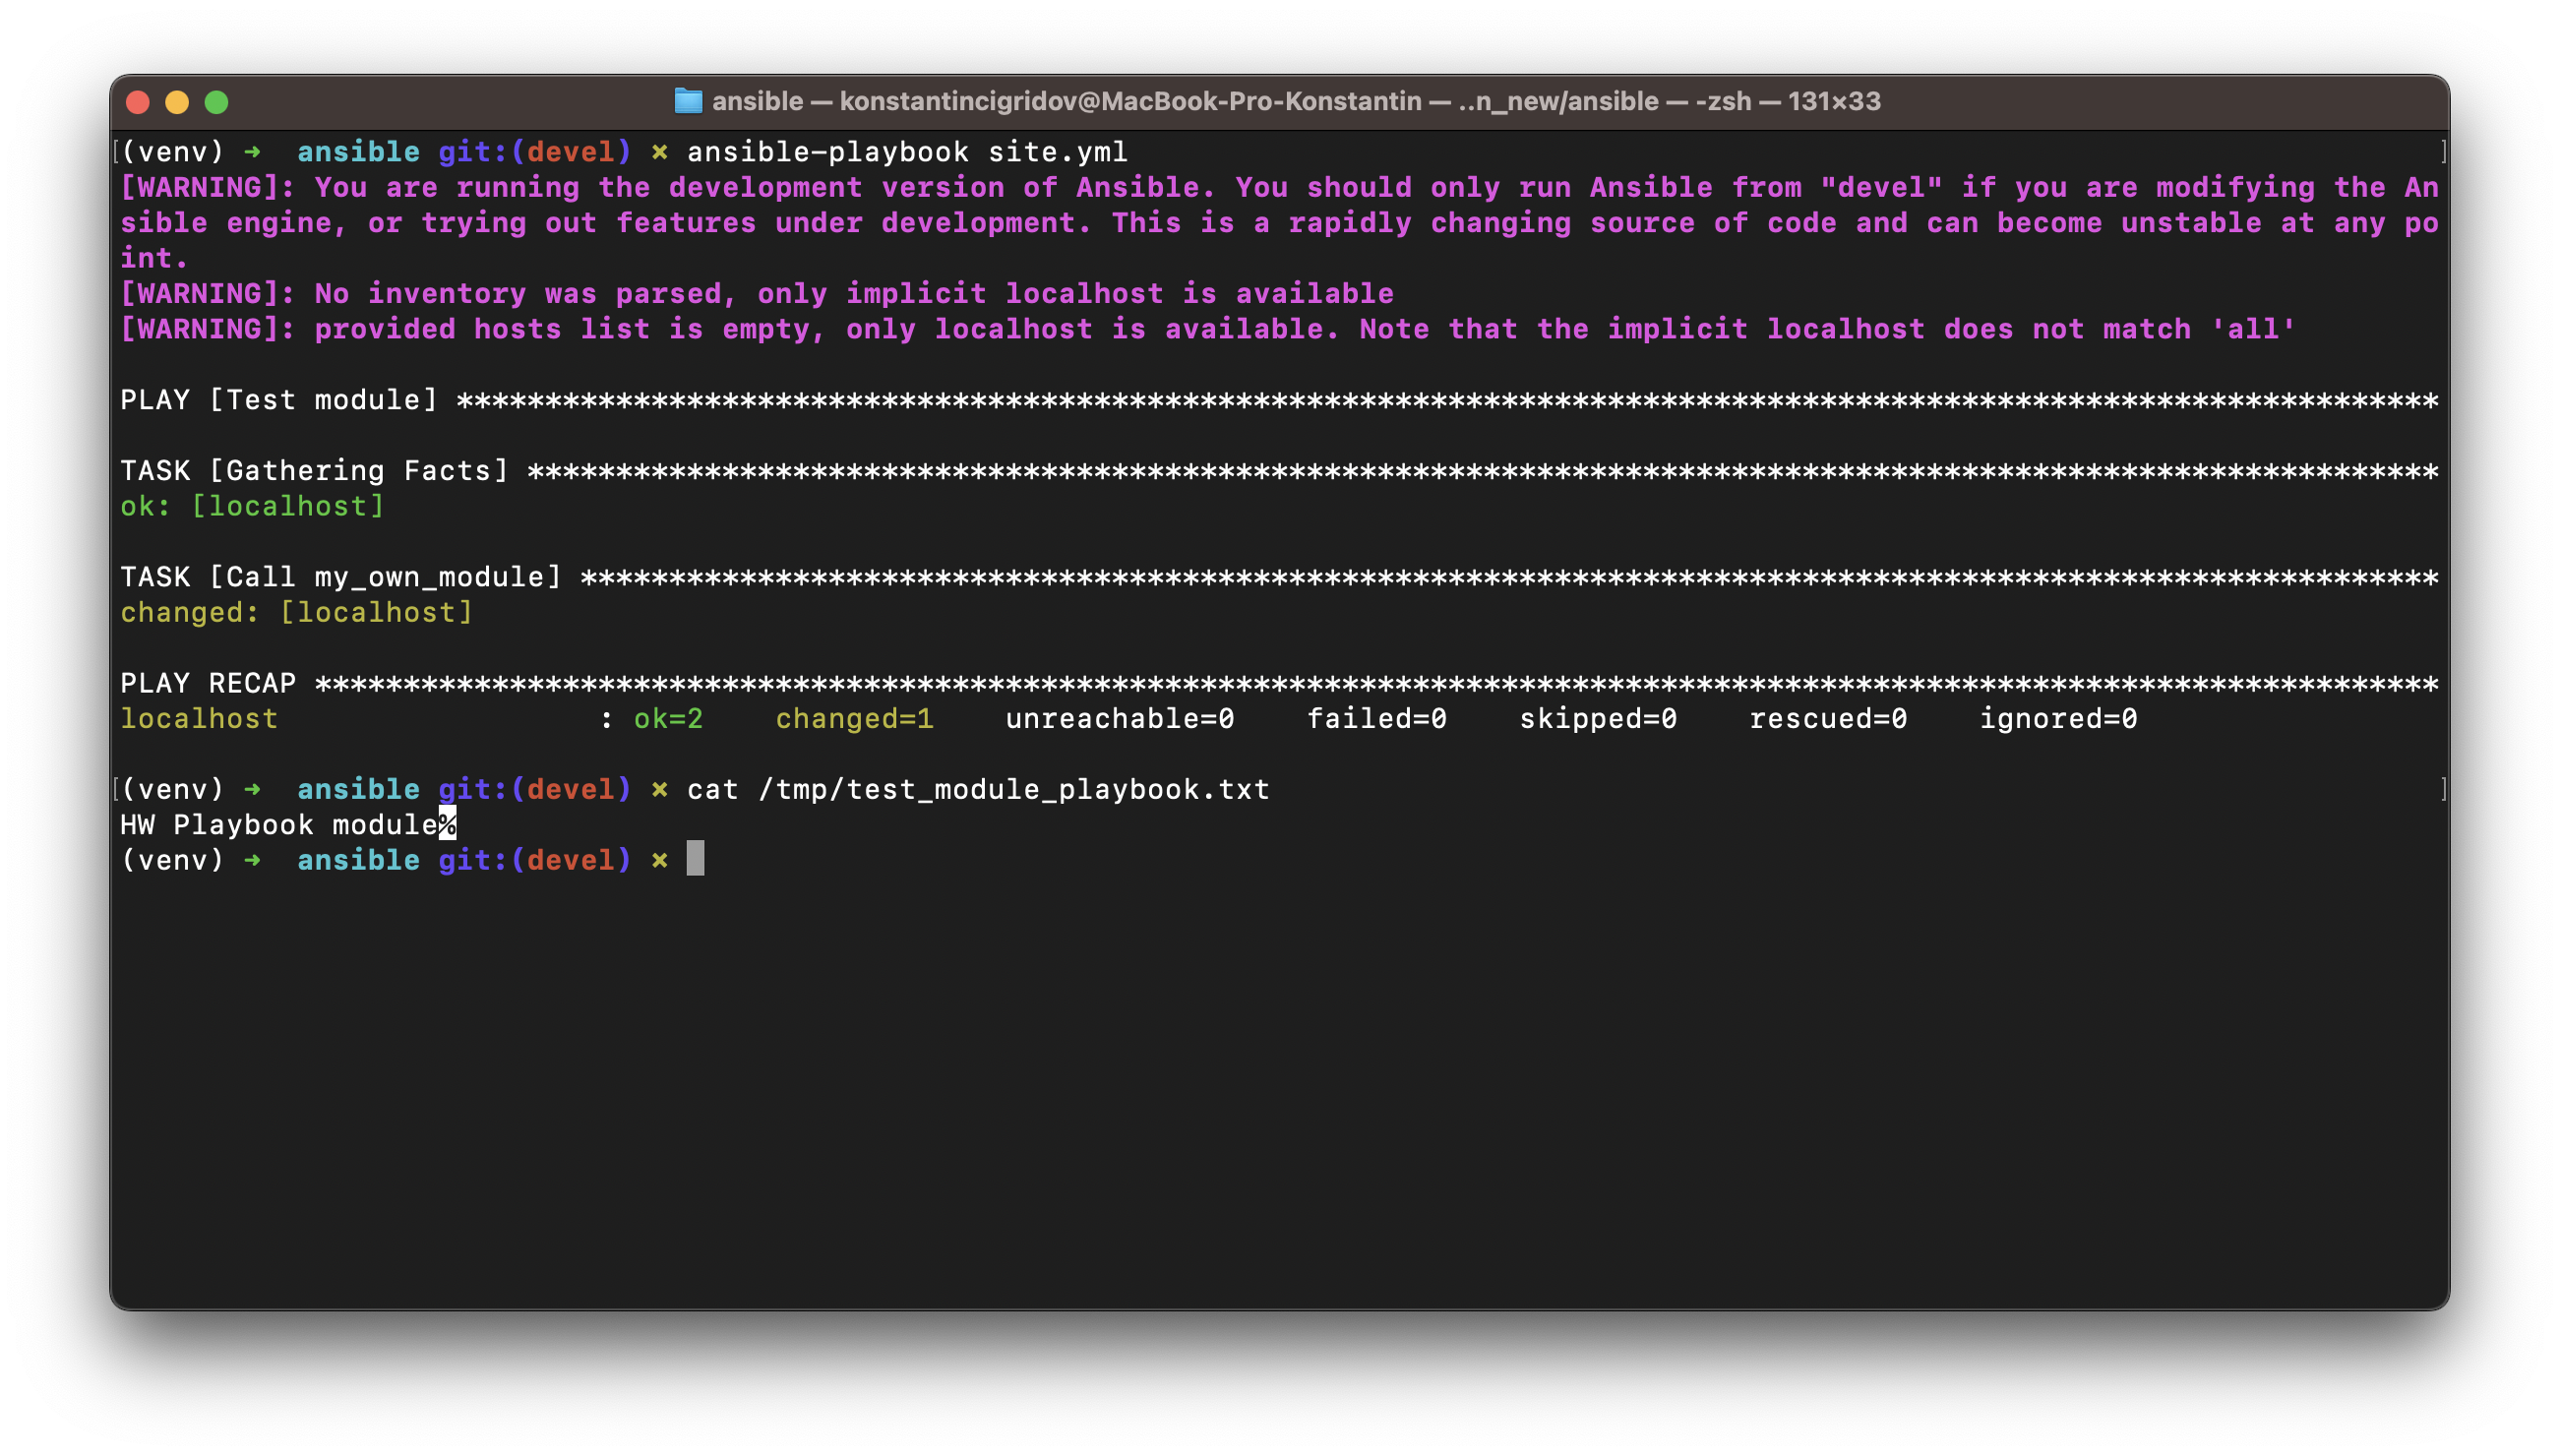 ansible — konstantincigridov@MacBook-Pro-Konstantin — ..n_new/ansible — -zsh — 131×33
[(venv) ➜  ansible git:(devel) ✗ ansible-playbook site.yml ]
[WARNING]: You are running the development version of Ansible. You should only run Ansible from "devel" if you are modifying the An
sible engine, or trying out features under development. This is a rapidly changing source of code and can become unstable at any po
int.
[WARNING]: No inventory was parsed, only implicit localhost is available
[WARNING]: provided hosts list is empty, only localhost is available. Note that the implicit localhost does not match 'all'
PLAY [Test module] ****************************************************************************************************************
TASK [Gathering Facts] ************************************************************************************************************
ok: [localhost]
TASK [Call my_own_module] *********************************************************************************************************
changed: [localhost]
PLAY RECAP ************************************************************************************************************************
localhost                  : ok=2    changed=1    unreachable=0    failed=0    skipped=0    rescued=0    ignored=0
[(venv) ➜  ansible git:(devel) ✗ cat /tmp/test_module_playbook.txt ]
HW Playbook module%
(venv) ➜  ansible git:(devel) ✗